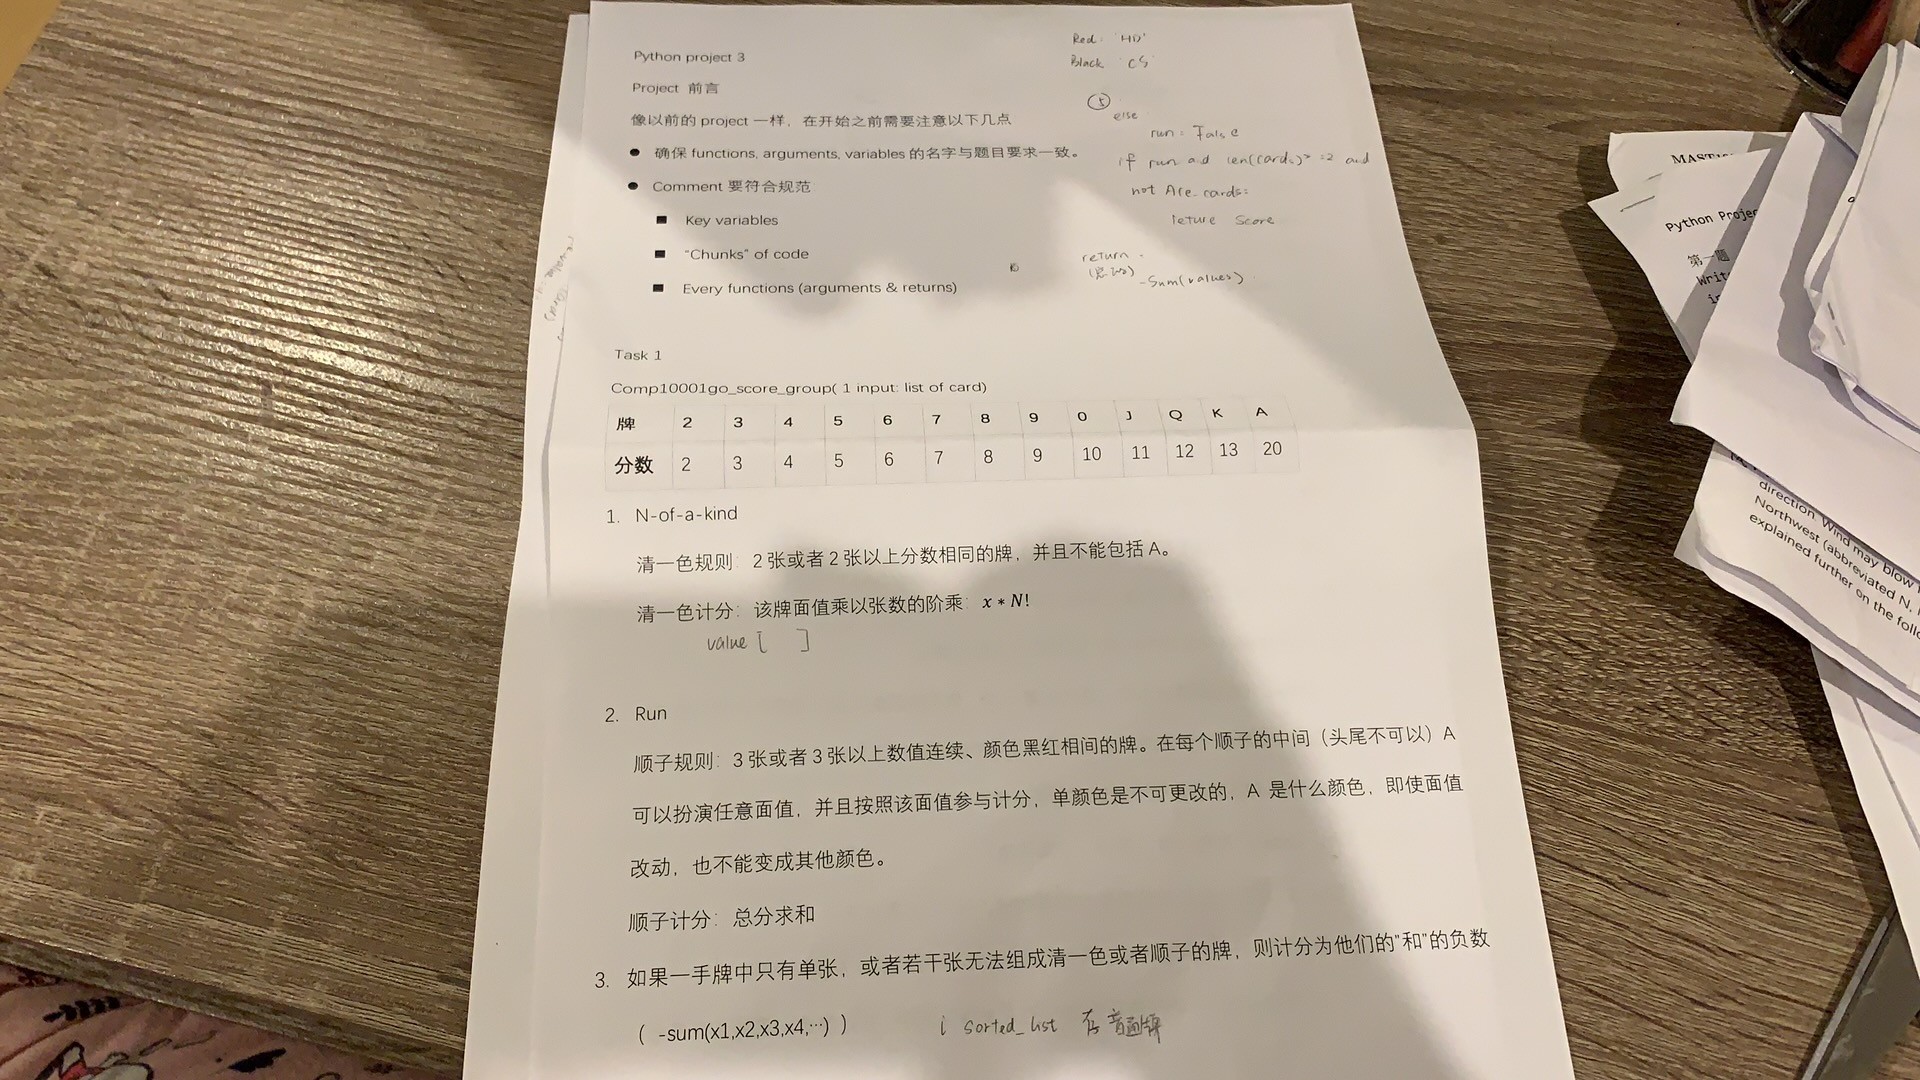 Python project 3
Project 前言
像以前的 project 一样，在开始之前需要注意以下几点
● 确保 functions, arguments, variables 的名字与题目要求一致。
● Comment 要符合规范
■ Key variables
■ “Chunks” of code
■ Every functions (arguments & returns)
Red: 'HD'
Black 'CS'
else
run = False
if run and len(cards) and
not Ace_cards:
Score
return
-Sum(values)
Task 1
Comp10001go_score_group( 1 input: list of card)
牌 2 3 4 5 6 7 8 9 0 J Q K A
分数 2 3 4 5 6 7 8 9 10 11 12 13 20
1. N-of-a-kind
清一色规则：2 张或者 2 张以上分数相同的牌，并且不能包括 A。
清一色计分：该牌面值乘以张数的阶乘：x * N!
value [ ]
2. Run
顺子规则：3 张或者 3 张以上数值连续、颜色黑红相间的牌。在每个顺子的中间（头尾不可以）A
可以扮演任意面值，并且按照该面值参与计分，单颜色是不可更改的，A 是什么颜色，即使面值
改动，也不能变成其他颜色。
顺子计分：总分求和
3. 如果一手牌中只有单张，或者若干张无法组成清一色或者顺子的牌，则计分为他们的"和"的负数
( -sum(x1,x2,x3,x4,···) )
sorted_list 存普通牌
MAST
Python Projec
第一题
Write
in
direction. Wind may blow
Northwest (abbreviated N,
explained further on the follo